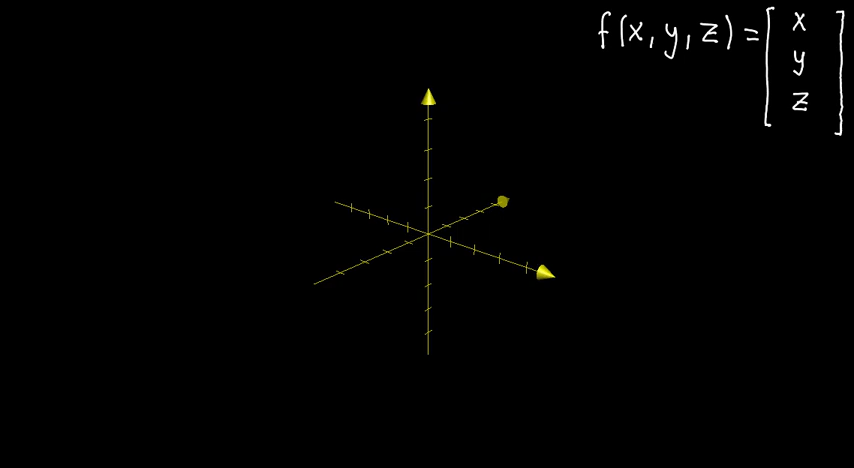 f(x, y, z) = [x
y
z]